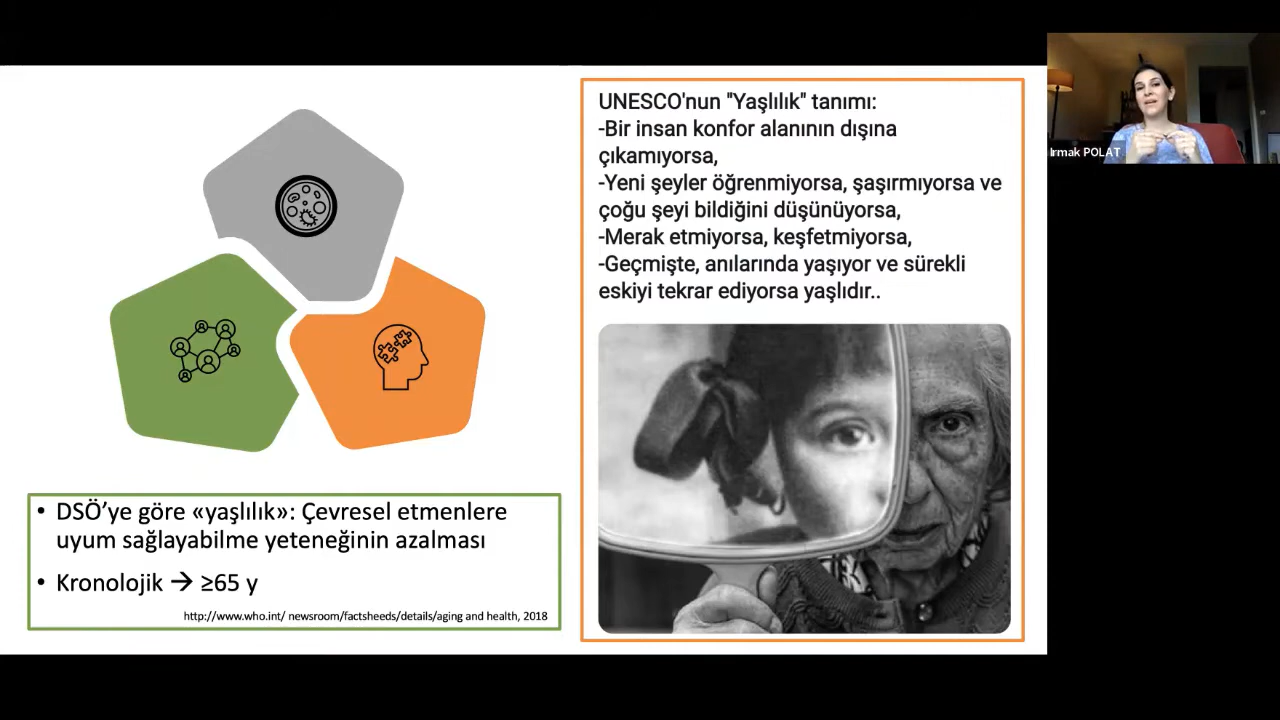 UNESCO'nun "Yaşlılık" tanımı:
-Bir insan konfor alanının dışına
çıkamıyorsa,
-Yeni şeyler öğrenmiyorsa, şaşırmıyorsa ve
çoğu şeyi bildiğini düşünüyorsa,
-Merak etmiyorsa, keşfetmiyorsa,
-Geçmişte, anılarında yaşıyor ve sürekli
eskiyi tekrar ediyorsa yaşlıdır..
• DSÖ'ye göre «yaşlılık»: Çevresel etmenlere
uyum sağlayabilme yeteneğinin azalması
• Kronolojik → ≥65 y
http://www.who.int/ newsroom/factsheeds/details/aging and health, 2018
Irmak POLAT